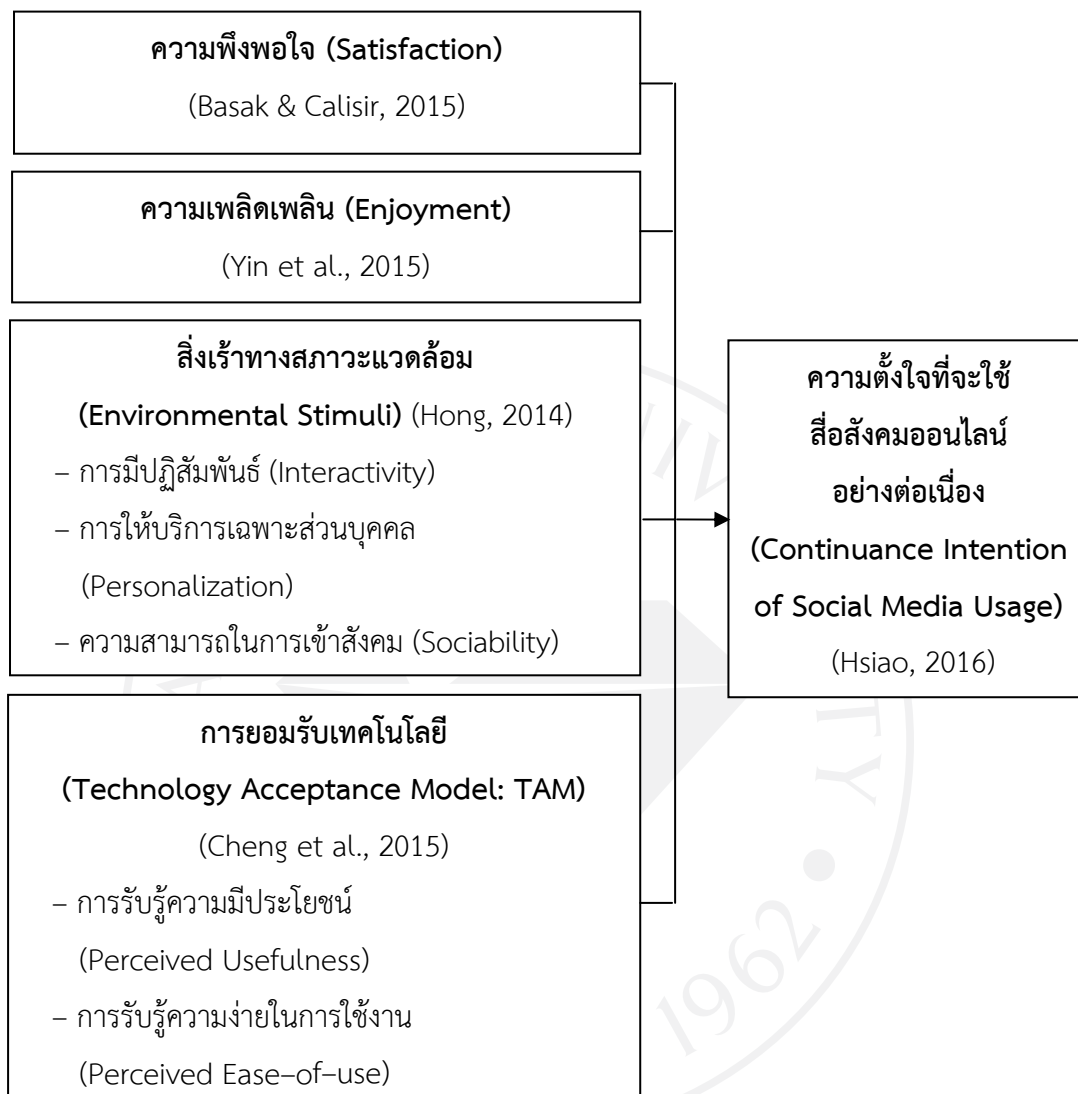 ความพึงพอใจ (Satisfaction)
(Basak & Calisir, 2015)
ความเพลิดเพลิน (Enjoyment)
(Yin et al., 2015)
สิ่งเร้าทางสภาวะแวดล้อม
(Environmental Stimuli) (Hong, 2014)
– การมีปฏิสัมพันธ์ (Interactivity)
– การให้บริการเฉพาะส่วนบุคคล
(Personalization)
– ความสามารถในการเข้าสังคม (Sociability)
การยอมรับเทคโนโลยี
(Technology Acceptance Model: TAM)
(Cheng et al., 2015)
– การรับรู้ความมีประโยชน์
(Perceived Usefulness)
– การรับรู้ความง่ายในการใช้งาน
(Perceived Ease–of–use)
ความตั้งใจที่จะใช้
สื่อสังคมออนไลน์
อย่างต่อเนื่อง
(Continuance Intention
of Social Media Usage)
(Hsiao, 2016)
1962